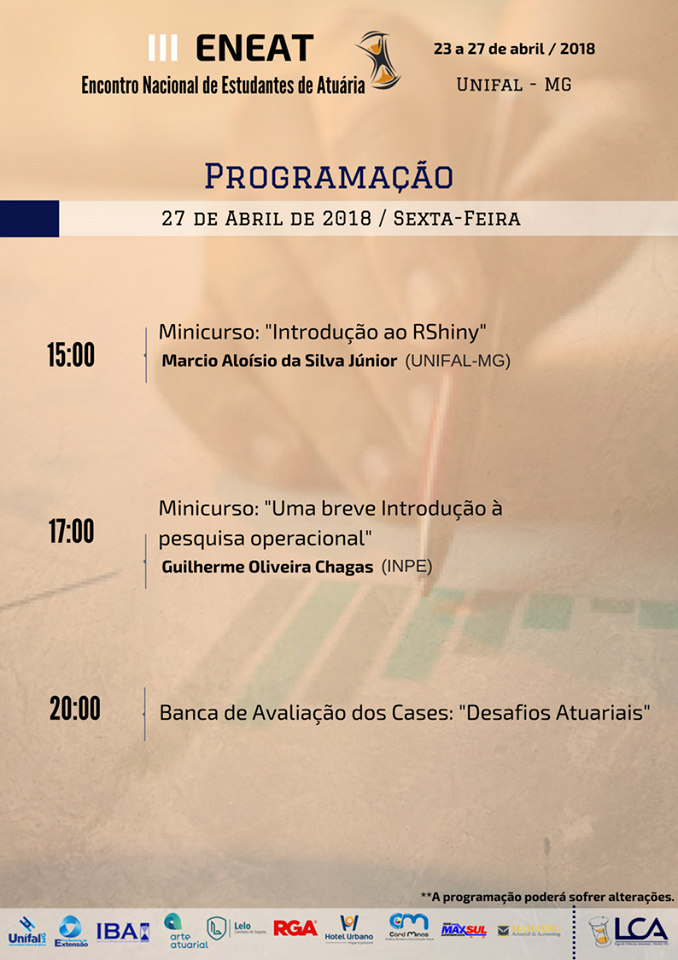 III ENEAT
Encontro Nacional de Estudantes de Atuária
23 a 27 de abril / 2018
Unifal - MG
Programação
27 de Abril de 2018 / Sexta-Feira
15:00
Minicurso: "Introdução ao RShiny"
Marcio Aloísio da Silva Júnior (UNIFAL-MG)
17:00
Minicurso: "Uma breve Introdução à
pesquisa operacional"
Guilherme Oliveira Chagas (INPE)
20:00
Banca de Avaliação dos Cases: "Desafios Atuariais"
**A programação poderá sofrer alterações.
Unifal
Extensão
IBA
arte
atuarial
Lelo
RGA
Hotel Urbano
Card Minas
MAXSUL
LCA